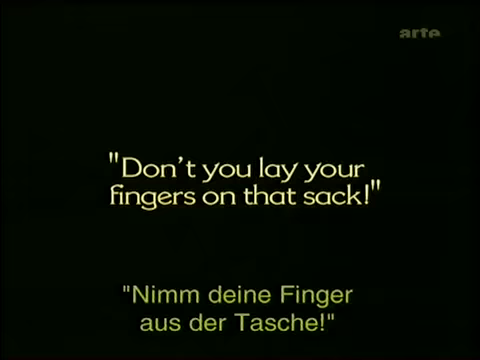 arte
"Don't you lay your
fingers on that sack!"
"Nimm deine Finger
aus der Tasche!"